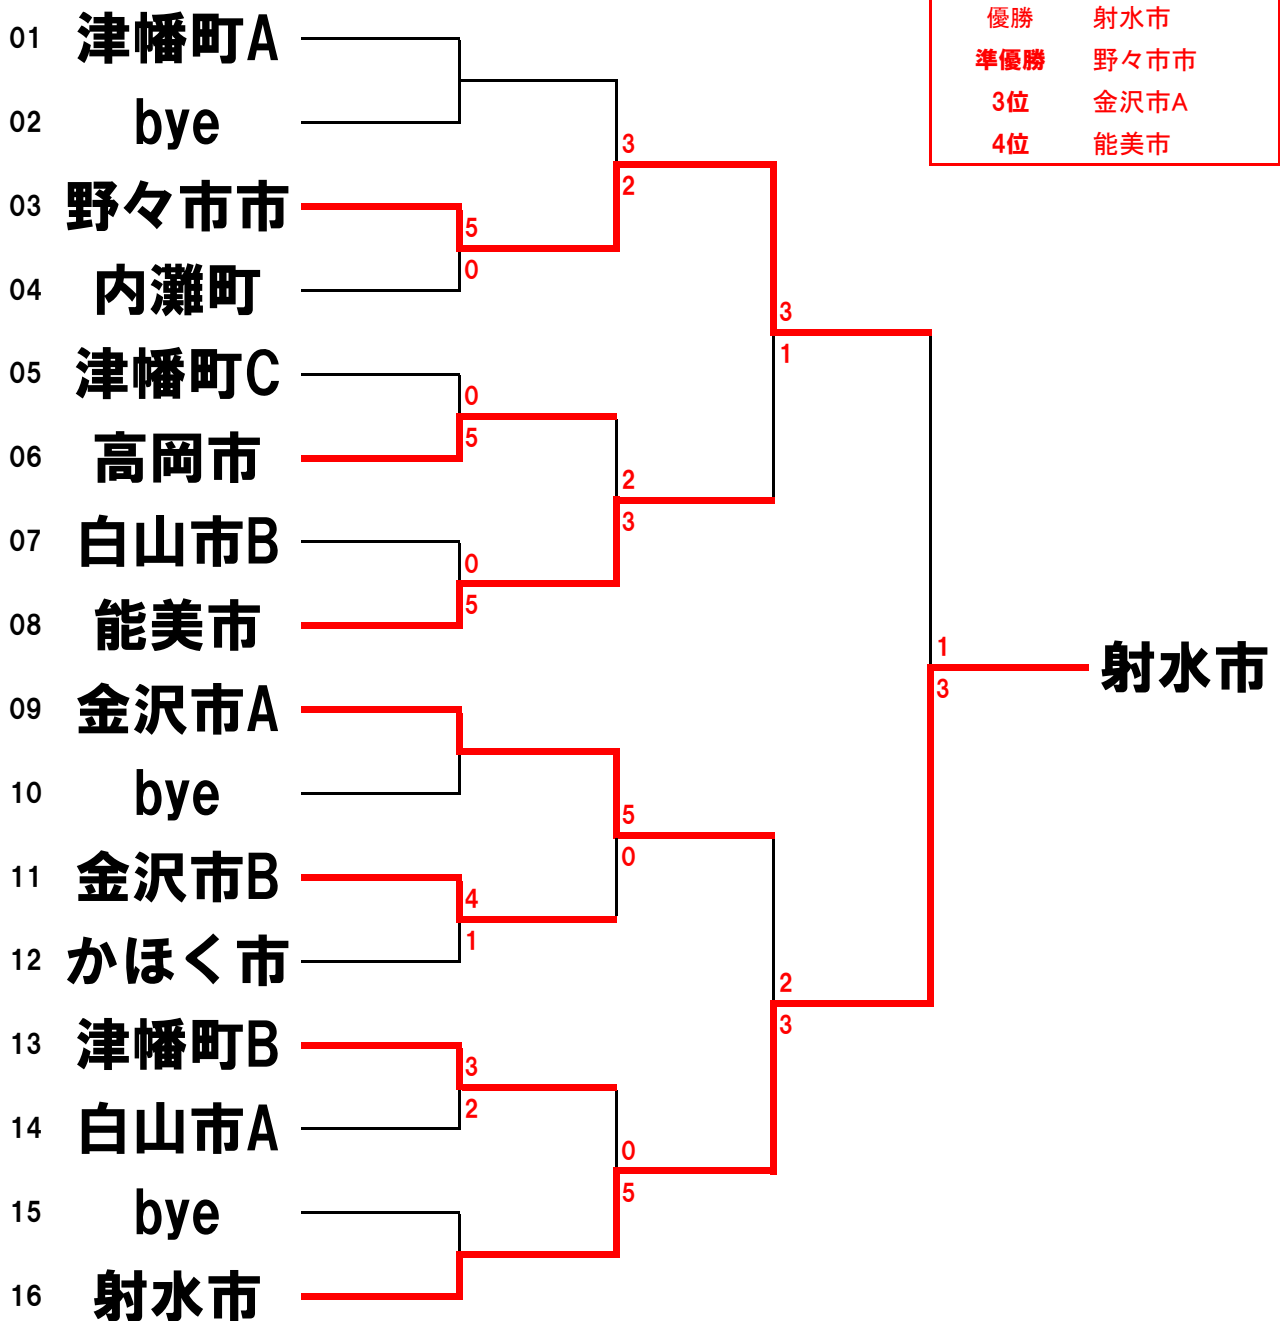 優勝 射水市
準優勝 野々市市
3位 金沢市A
4位 能美市
01 津幡町A
02 bye
3
2
03 野々市市
5
0
04 内灘町
3
1
05 津幡町C
0
5
06 高岡市
2
3
07 白山市B
0
5
08 能美市
1
3
射水市
09 金沢市A
10 bye
5
0
11 金沢市B
4
1
12 かほく市
2
3
13 津幡町B
3
2
14 白山市A
0
5
15 bye
16 射水市